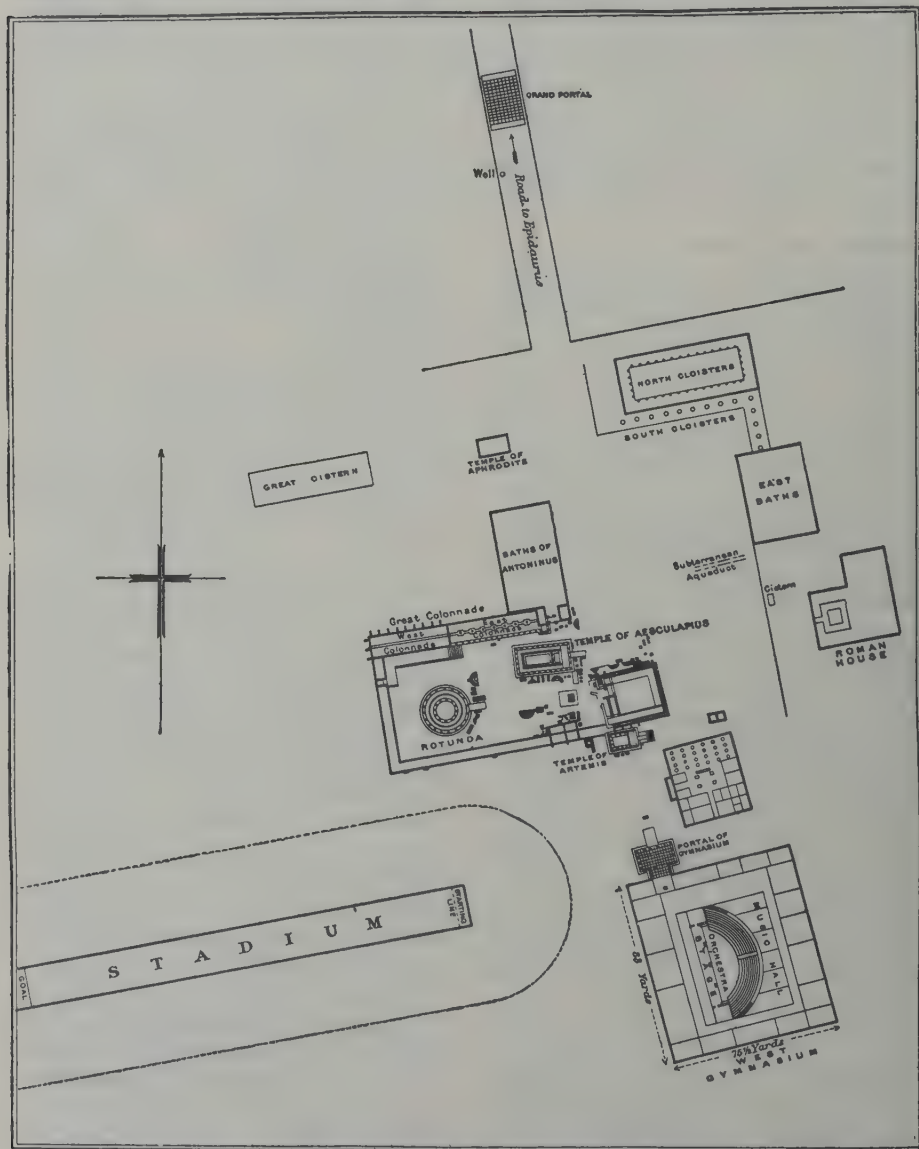 GRAND PORTAL
Well
Road to Epidaurus
NORTH CLOISTERS
SOUTH CLOISTERS
TEMPLE OF
APHRODITE
GREAT CISTERN
EAST
BATHS
BATHS OF
ANTONINUS
Subterranean
Aqueduct
Cistern
Great Colonnade
West
Colonnade
East
Colonnade
TEMPLE OF AESCULAPIUS
ROMAN
HOUSE
ROTUNDA
TEMPLE OF
ARTEMIS
PORTAL OF
GYMNASIUM
STARTING
LINE
STADIUM
GOAL
MUSIC HALL
ORCHESTRA
STAGE
83 Yards
75½ Yards
WEST
GYMNASIUM